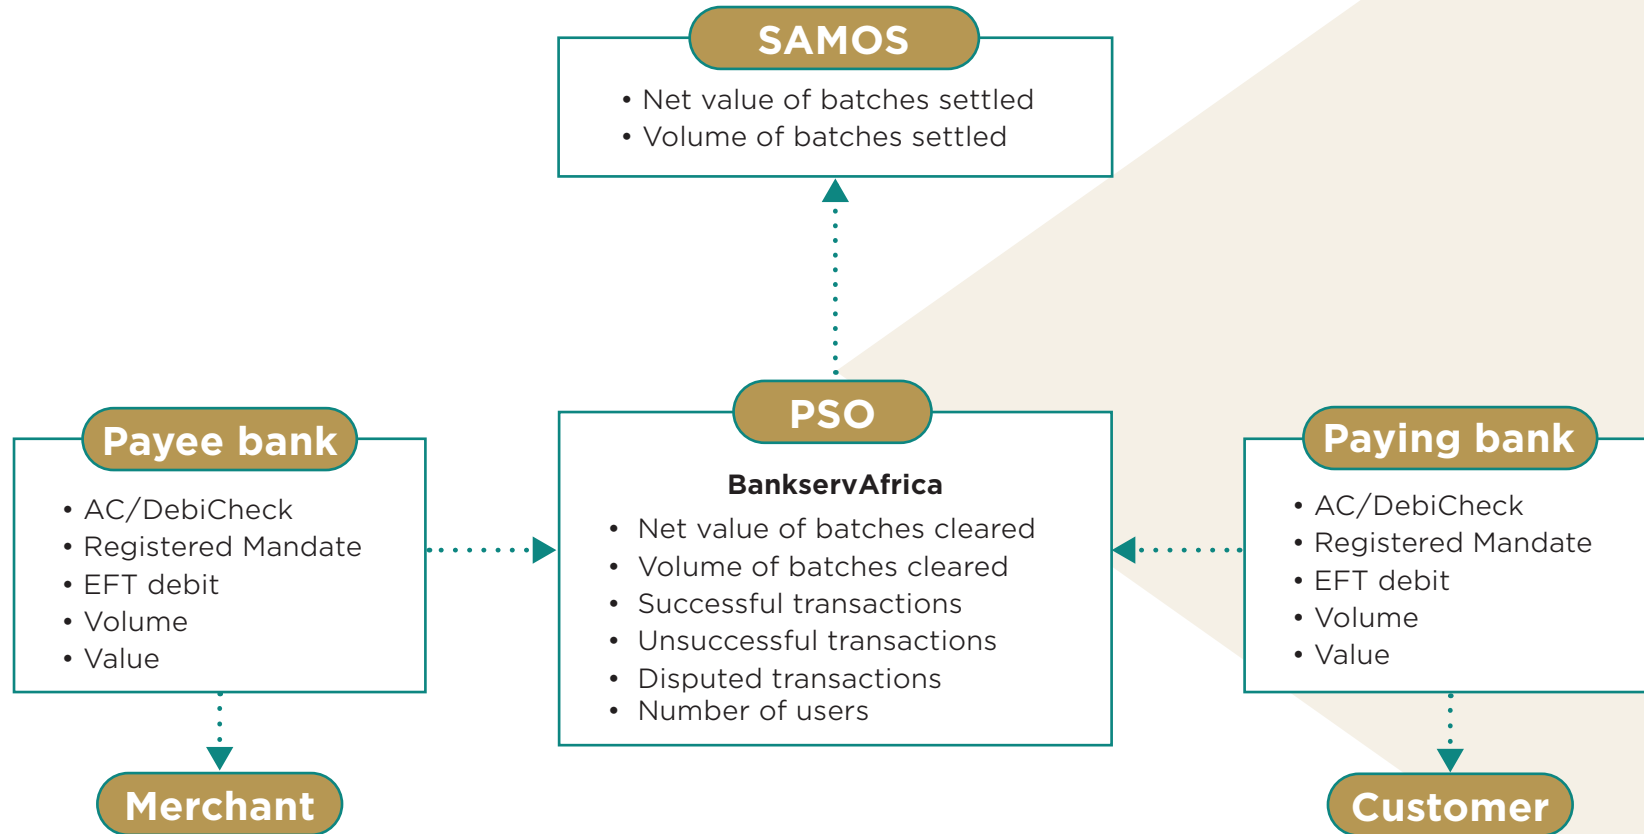 SAMOS
• Net value of batches settled
• Volume of batches settled
Payee bank
• AC/DebiCheck
• Registered Mandate
• EFT debit
• Volume
• Value
Merchant
PSO
BankservAfrica
• Net value of batches cleared
• Volume of batches cleared
• Successful transactions
• Unsuccessful transactions
• Disputed transactions
• Number of users
Paying bank
• AC/DebiCheck
• Registered Mandate
• EFT debit
• Volume
• Value
Customer